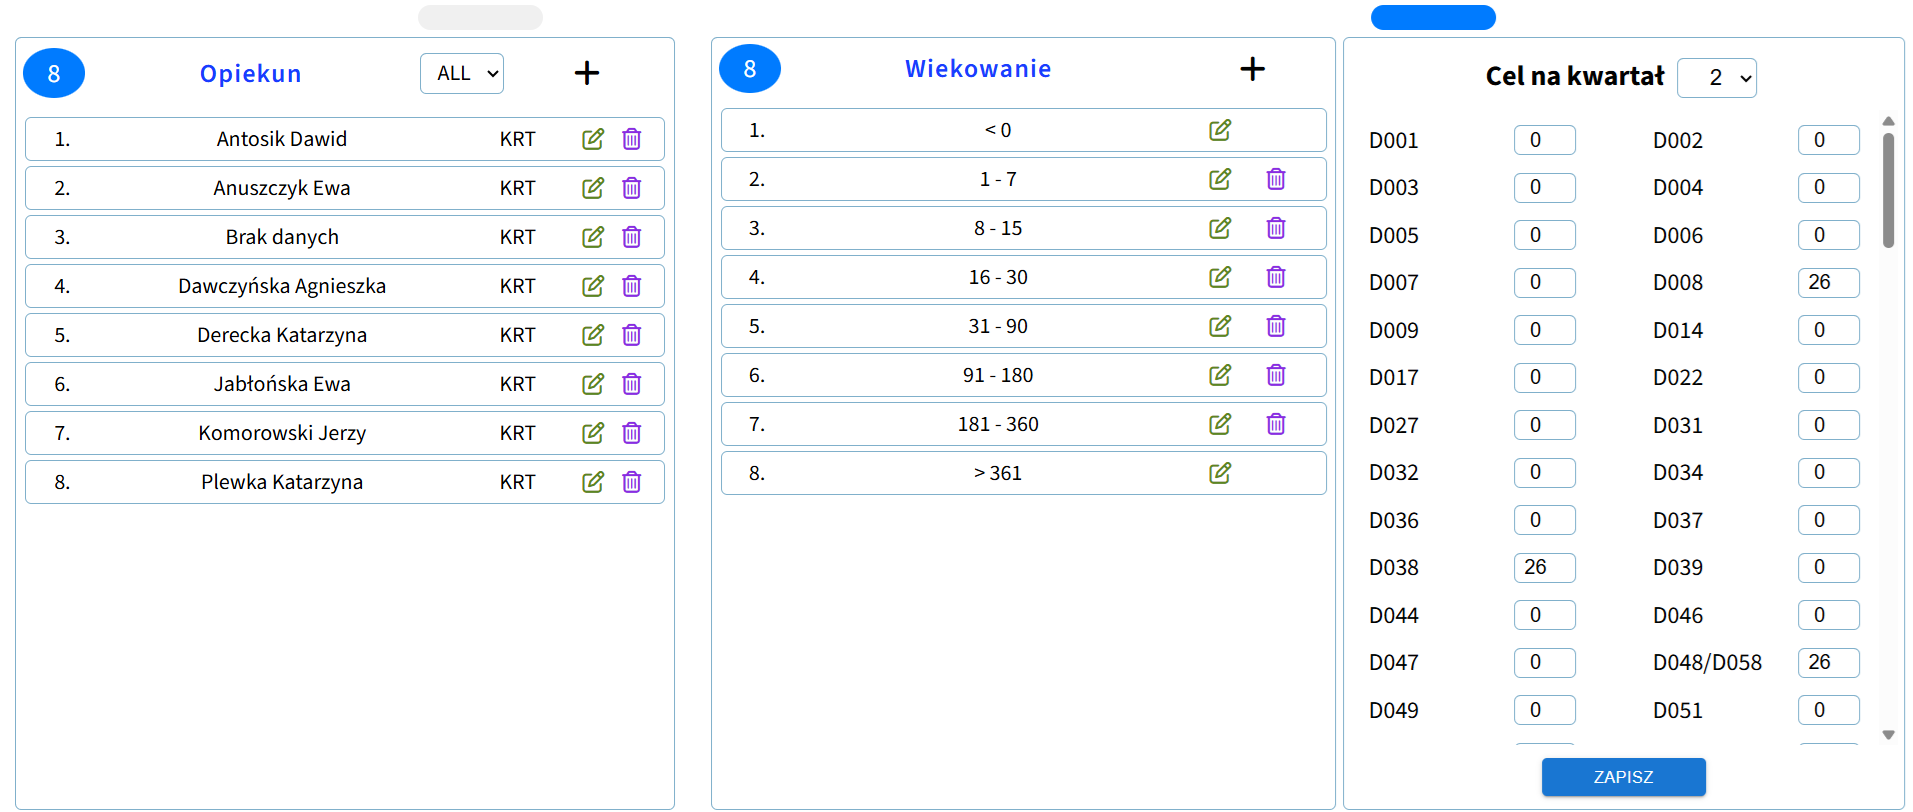 8 Opiekun ALL
1. Antosik Dawid KRT
2. Anuszczyk Ewa KRT
3. Brak danych KRT
4. Dawczyńska Agnieszka KRT
5. Derecka Katarzyna KRT
6. Jabłońska Ewa KRT
7. Komorowski Jerzy KRT
8. Plewka Katarzyna KRT
8 Wiekowanie
1. < 0
2. 1 - 7
3. 8 - 15
4. 16 - 30
5. 31 - 90
6. 91 - 180
7. 181 - 360
8. > 361
Cel na kwartał 2
D001 0 D002 0
D003 0 D004 0
D005 0 D006 0
D007 0 D008 26
D009 0 D014 0
D017 0 D022 0
D027 0 D031 0
D032 0 D034 0
D036 0 D037 0
D038 26 D039 0
D044 0 D046 0
D047 0 D048/D058 26
D049 0 D051 0
ZAPISZ